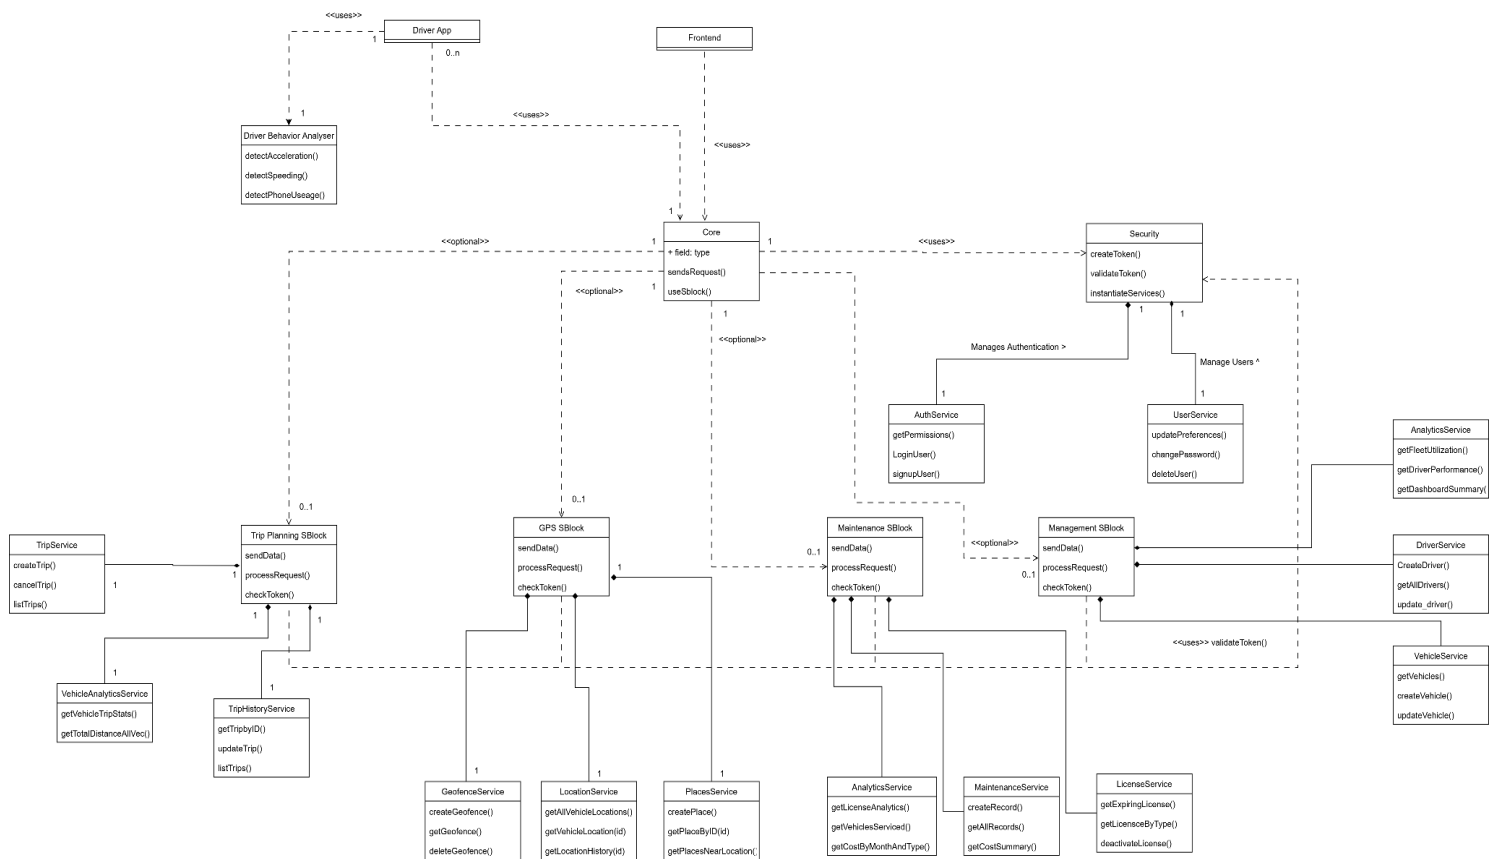 <<uses>>
Driver App
1
0..n
Frontend
<<uses>>
<<uses>>
1
Driver Behavior Analyser
detectAcceleration()
detectSpeeding()
detectPhoneUseage()
1
Core
+ field: type
sendsRequest()
useSblock()
<<optional>>
1
1
<<uses>>
<<optional>>
1
1
<<optional>>
Security
createToken()
validateToken()
instantiateServices()
1
1
Manages Authentication >
Manage Users ^
1
1
AuthService
getPermissions()
LoginUser()
signupUser()
UserService
updatePreferences()
changePassword()
deleteUser()
AnalyticsService
getFleetUtilization()
getDriverPerformance()
getDashboardSummary(
0..1
0..1
0..1
<<optional>>
0..1
TripService
createTrip()
cancelTrip()
listTrips()
1
1
Trip Planning SBlock
sendData()
processRequest()
checkToken()
1
1
GPS SBlock
sendData()
processRequest()
checkToken()
1
Maintenance SBlock
sendData()
processRequest()
checkToken()
Management SBlock
sendData()
processRequest()
checkToken()
DriverService
CreateDriver()
getAllDrivers()
update_driver()
<<uses>> validateToken()
VehicleService
getVehicles()
createVehicle()
updateVehicle()
1
VehicleAnalyticsService
getVehicleTripStats()
getTotalDistanceAllVec()
1
TripHistoryService
getTripbyID()
updateTrip()
listTrips()
1
GeofenceService
createGeofence()
getGeofence()
deleteGeofence()
1
LocationService
getAllVehicleLocations()
getVehicleLocation(id)
getLocationHistory(id)
1
PlacesService
createPlace()
getPlaceByID(id)
getPlacesNearLocation(
AnalyticsService
getLicenseAnalytics()
getVehiclesServiced()
getCostByMonthAndType()
MaintenanceService
createRecord()
getAllRecords()
getCostSummary()
LicenseService
getExpiringLicense()
getLicensceByType()
deactivateLicense()